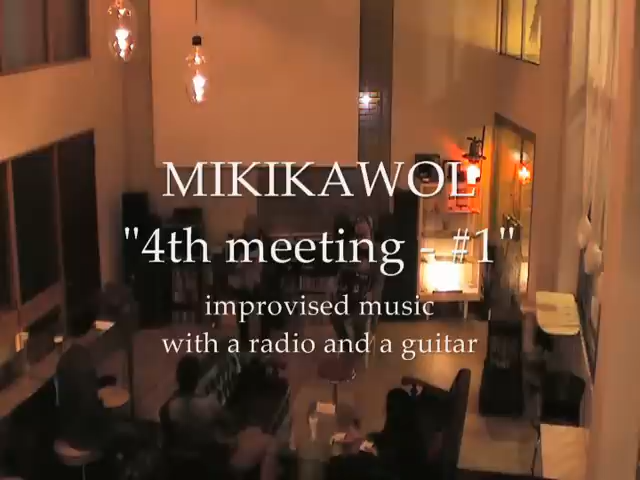 MIKIKAWOL
"4th meeting - #1"
improvised music
with a radio and a guitar